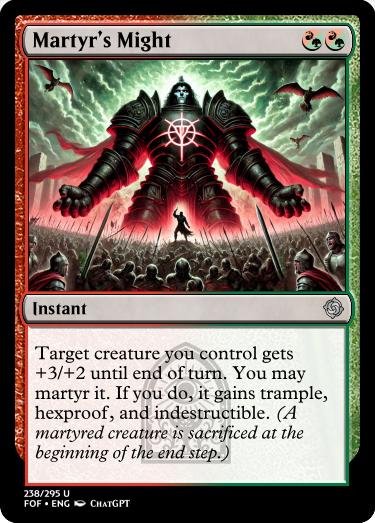 Martyr's Might
Instant
Target creature you control gets
+3/+2 until end of turn. You may
martyr it. If you do, it gains trample,
hexproof, and indestructible. (A
martyred creature is sacrificed at the
beginning of the end step.)
238/295 U
FOF • ENG ChatGPT